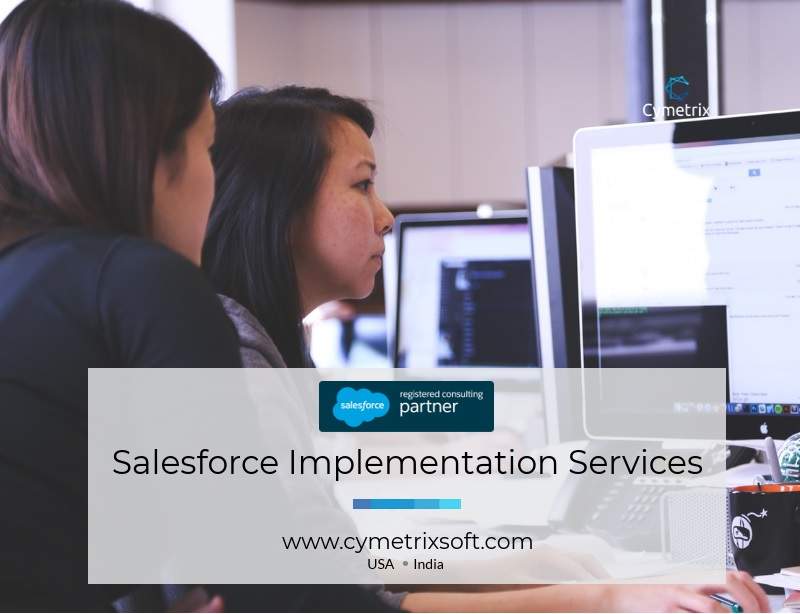 Cymetrix
salesforce
registered consulting
partner
Salesforce Implementation Services
www.cymetrixsoft.com
USA • India